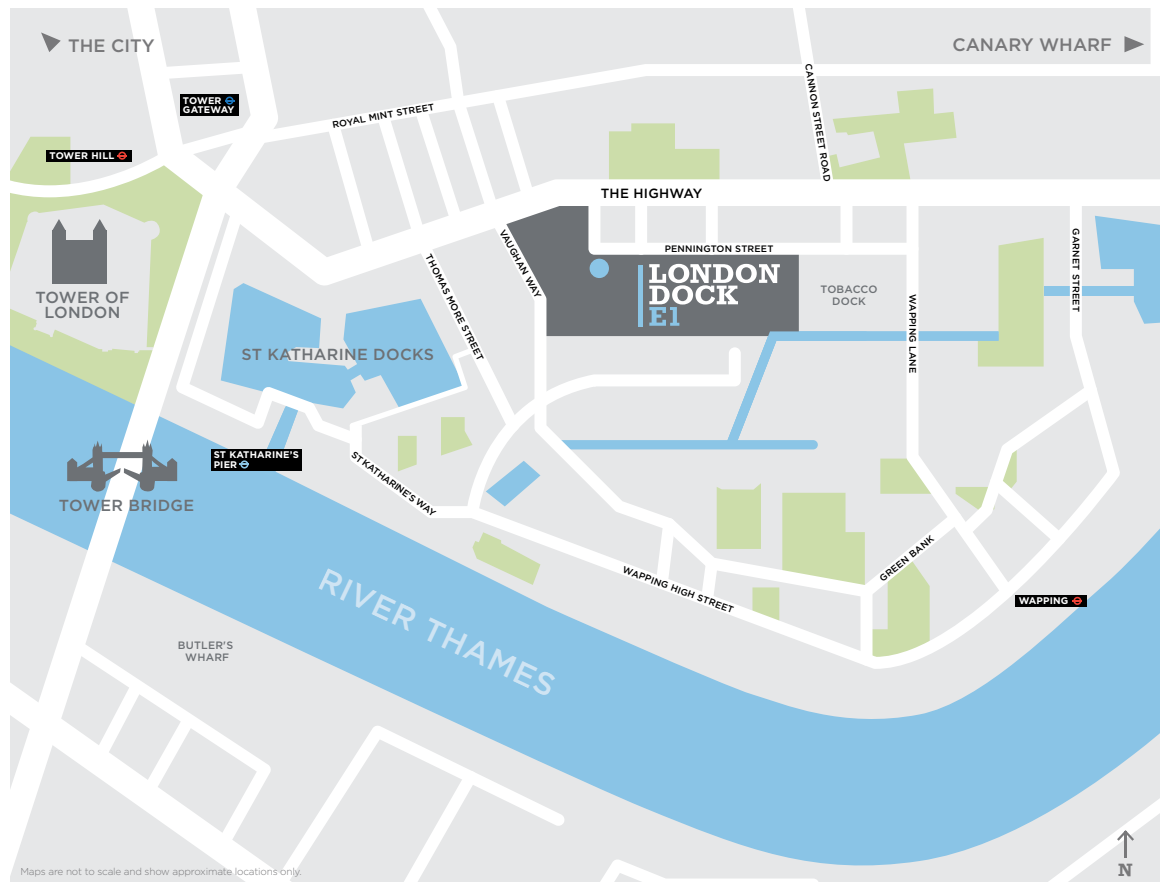 THE CITY
CANARY WHARF
TOWER
GATEWAY
ROYAL MINT STREET
CANNON STREET ROAD
TOWER HILL
THE HIGHWAY
TOWER OF
LONDON
VAUGHAN WAY
THOMAS MORE STREET
PENNINGTON STREET
LONDON
DOCK
E1
TOBACCO
DOCK
WAPPING LANE
GARNET STREET
ST KATHARINE DOCKS
ST KATHARINE'S
PIER
ST KATHARINE'S WAY
TOWER BRIDGE
RIVER THAMES
WAPPING HIGH STREET
GREEN BANK
WAPPING
BUTLER'S
WHARF
Maps are not to scale and show approximate locations only.
N